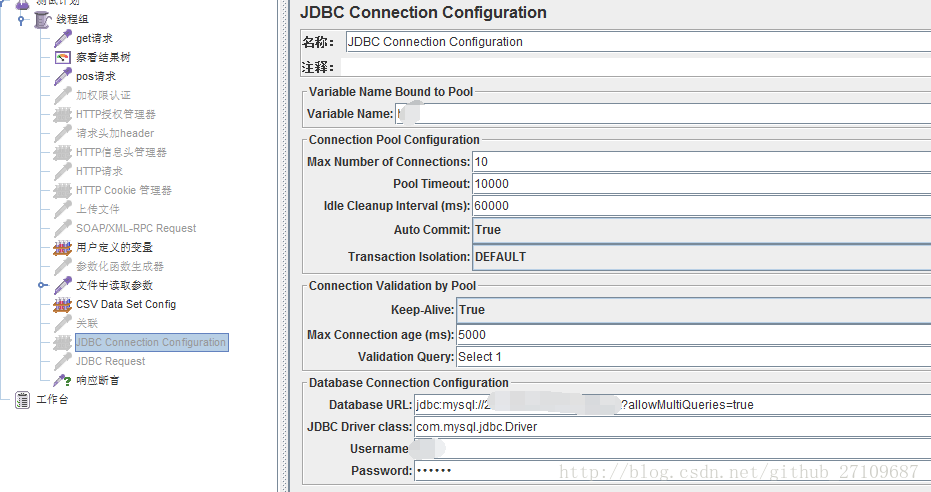 测试计划
线程组
get请求
察看结果树
pos请求
加权限认证
HTTP授权管理器
请求头加header
HTTP信息头管理器
HTTP请求
HTTP Cookie 管理器
上传文件
SOAP/XML-RPC Request
用户定义的变量
参数化函数生成器
文件中读取参数
CSV Data Set Config
关联
JDBC Connection Configuration
JDBC Request
响应断言
工作台
JDBC Connection Configuration
名称: JDBC Connection Configuration
注释:
Variable Name Bound to Pool
Variable Name:
Connection Pool Configuration
Max Number of Connections: 10
Pool Timeout: 10000
Idle Cleanup Interval (ms): 60000
Auto Commit: True
Transaction Isolation: DEFAULT
Connection Validation by Pool
Keep-Alive: True
Max Connection age (ms): 5000
Validation Query: Select 1
Database Connection Configuration
Database URL: jdbc:mysql://2 ?allowMultiQueries=true
JDBC Driver class: com.mysql.jdbc.Driver
Username
Password: ••••••
http://blog.csdn.net/github_27109687